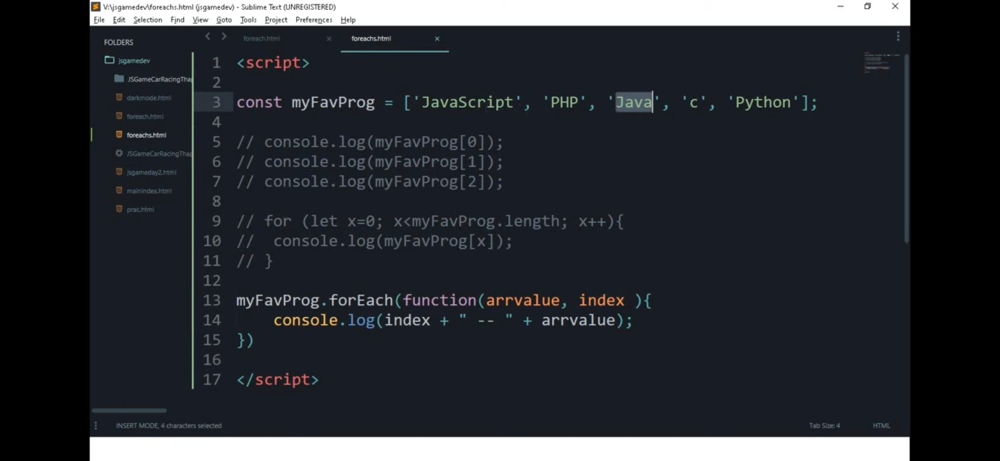 V:\jsgamedev\foreachs.html (jsgamedev) - Sublime Text (UNREGISTERED)
File Edit Selection Find View Goto Tools Project Preferences Help
FOLDERS
jsgamedev
JSGameCarRacingThap
darkmode.html
foreach.html
foreachs.html
JSGameCarRacingThap
jsgameday2.html
mainindex.html
prac.html
foreach.html × foreachs.html ×
1 <script>
2
3 const myFavProg = ['JavaScript', 'PHP', 'Java', 'c', 'Python'];
4
5 // console.log(myFavProg[0]);
6 // console.log(myFavProg[1]);
7 // console.log(myFavProg[2]);
8
9 // for (let x=0; x<myFavProg.length; x++){
10 //  console.log(myFavProg[x]);
11 // }
12
13 myFavProg.forEach(function(arrvalue, index ){
14     console.log(index + " -- " + arrvalue);
15 })
16
17 </script>
INSERT MODE, 4 characters selected
Tab Size: 4 HTML